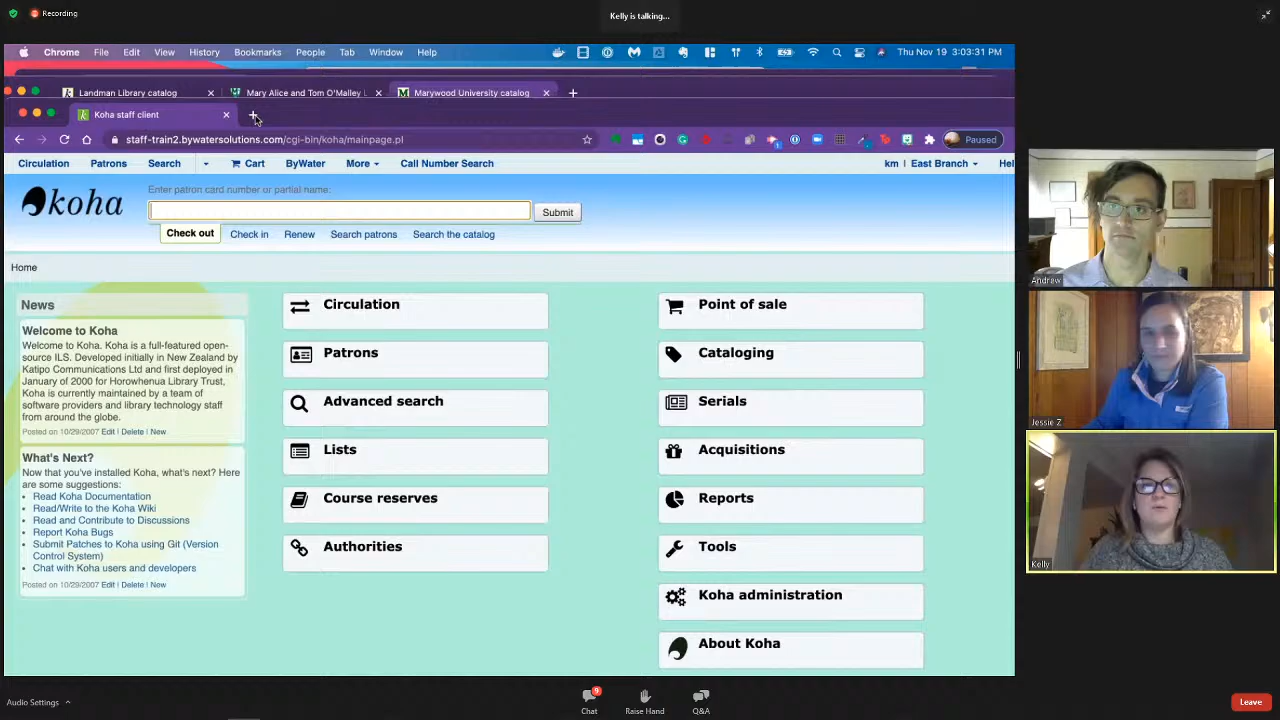 Recording
Kelly is talking...
Chrome File Edit View History Bookmarks People Tab Window Help
Thu Nov 19 3:03:31 PM
Landman Library catalog
Mary Alice and Tom O'Malley L
Marywood University catalog
Koha staff client
staff-train2.bywatersolutions.com/cgi-bin/koha/mainpage.pl
Paused
Circulation Patrons Search Cart ByWater More Call Number Search
km | East Branch Hel
koha
Enter patron card number or partial name:
Submit
Check out Check in Renew Search patrons Search the catalog
Home
News
Welcome to Koha
Welcome to Koha. Koha is a full-featured open-
source ILS. Developed initially in New Zealand by
Katipo Communications Ltd and first deployed in
January of 2000 for Horowhenua Library Trust,
Koha is currently maintained by a team of
software providers and library technology staff
from around the globe.
Posted on 10/29/2007 Edit | Delete | New
What's Next?
Now that you've installed Koha, what's next? Here
are some suggestions:
Read Koha Documentation
Read/Write to the Koha Wiki
Read and Contribute to Discussions
Report Koha Bugs
Submit Patches to Koha using Git (Version
Control System)
Chat with Koha users and developers
Posted on 10/29/2007 Edit | Delete | New
Circulation
Patrons
Advanced search
Lists
Course reserves
Authorities
Point of sale
Cataloging
Serials
Acquisitions
Reports
Tools
Koha administration
About Koha
Andrew
Jessie Z
Kelly
Audio Settings
9
Chat
Raise Hand
Q&A
Leave